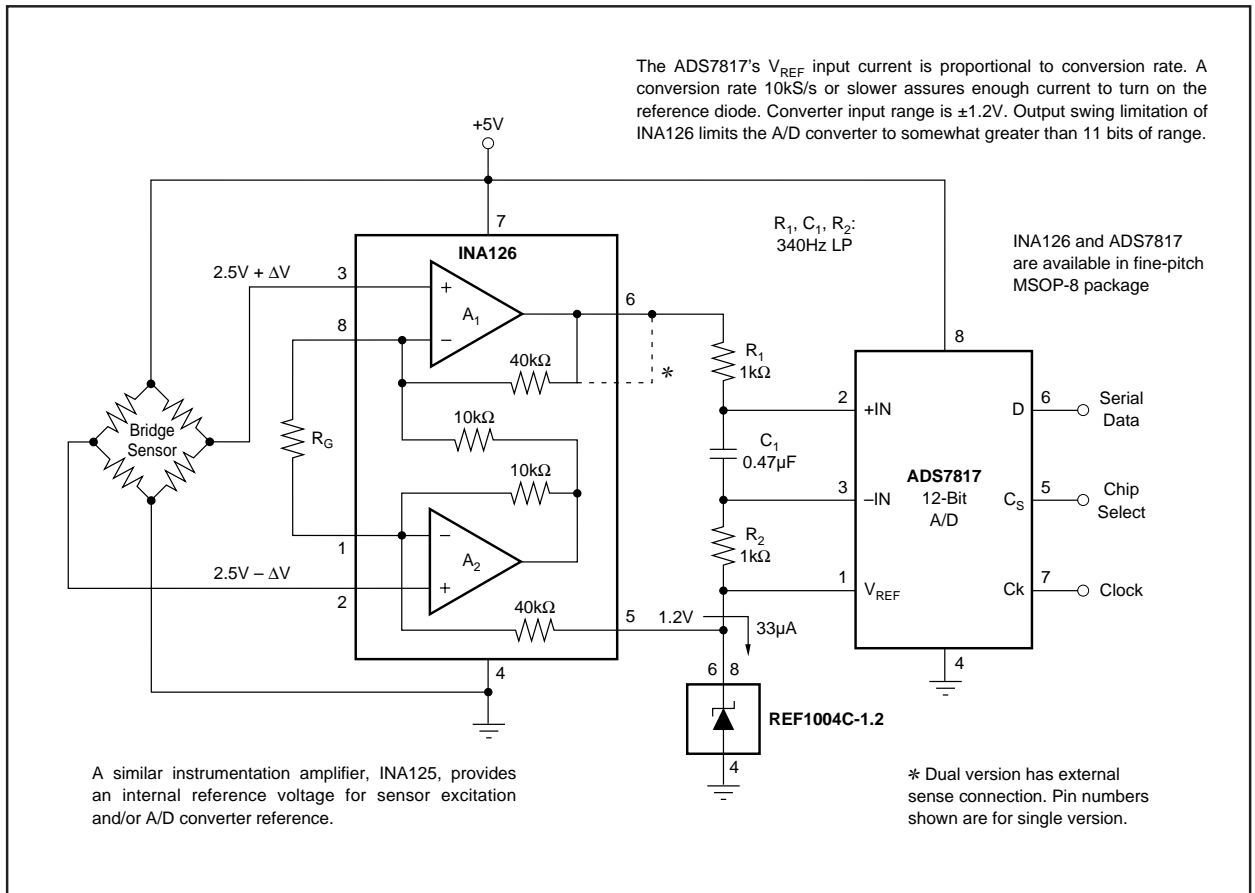 The ADS7817's VREF input current is proportional to conversion rate. A
conversion rate 10kS/s or slower assures enough current to turn on the
reference diode. Converter input range is ±1.2V. Output swing limitation of
INA126 limits the A/D converter to somewhat greater than 11 bits of range.
+5V
7
R1, C1, R2:
340Hz LP
INA126 and ADS7817
are available in fine-pitch
MSOP-8 package
INA126
2.5V + ΔV
3
+
A1
–
6
8
8
R1
1kΩ
40kΩ
*
2
+IN
D
6
Serial
Data
Bridge
Sensor
RG
10kΩ
C1
0.47µF
10kΩ
ADS7817
12-Bit
A/D
3
–IN
CS
5
Chip
Select
1
–
A2
+
R2
1kΩ
2.5V – ΔV
2
1
VREF
Ck
7
Clock
40kΩ
5
1.2V
33µA
4
4
6 8
REF1004C-1.2
4
A similar instrumentation amplifier, INA125, provides
an internal reference voltage for sensor excitation
and/or A/D converter reference.
* Dual version has external
sense connection. Pin numbers
shown are for single version.